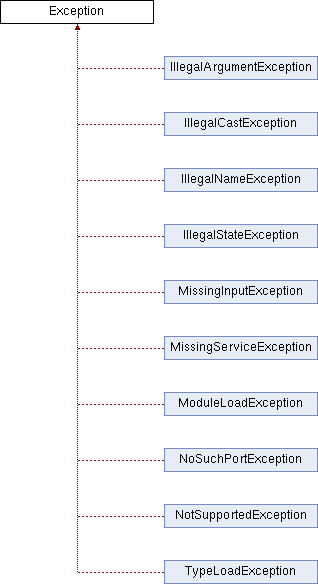 Exception
IllegalArgumentException
IllegalCastException
IllegalNameException
IllegalStateException
MissingInputException
MissingServiceException
ModuleLoadException
NoSuchPortException
NotSupportedException
TypeLoadException